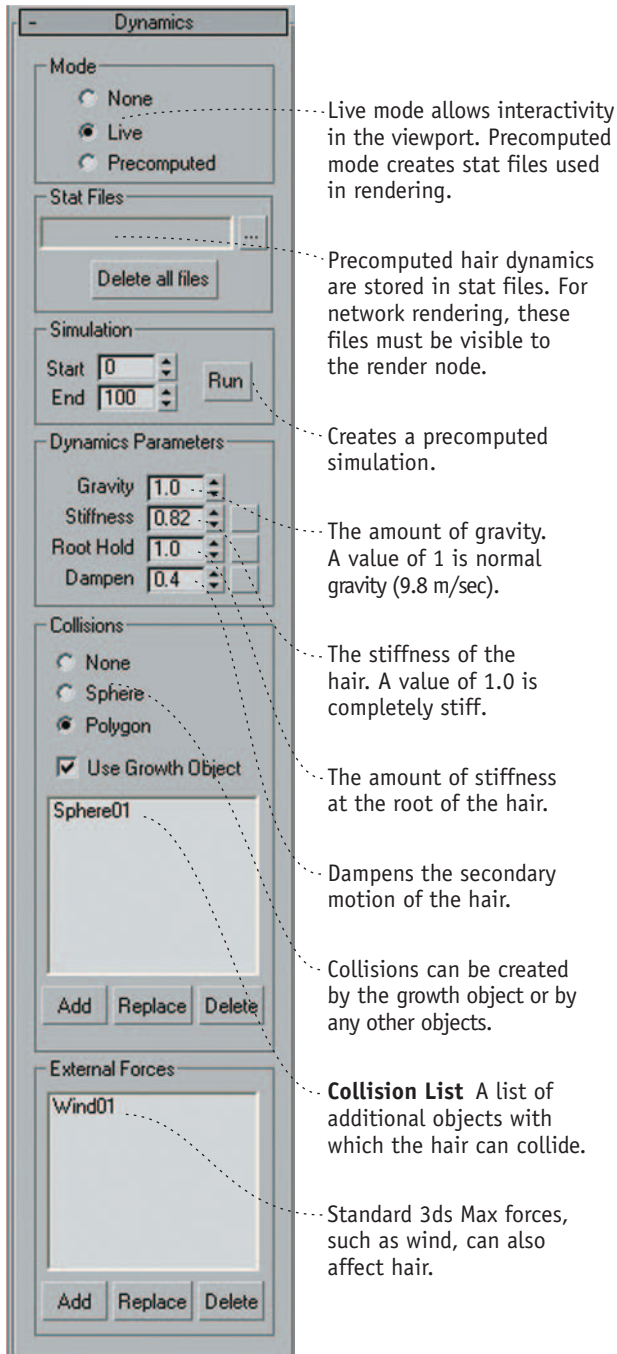 - Dynamics
Mode
None
Live
Precomputed
Live mode allows interactivity
in the viewport. Precomputed
mode creates stat files used
in rendering.
Stat Files
...
Delete all files
Precomputed hair dynamics
are stored in stat files. For
network rendering, these
files must be visible to
the render node.
Simulation
Start 0
End 100
Run
Creates a precomputed
simulation.
Dynamics Parameters
Gravity 1.0
Stiffness 0.82
Root Hold 1.0
Dampen 0.4
The amount of gravity.
A value of 1 is normal
gravity (9.8 m/sec).
The stiffness of the
hair. A value of 1.0 is
completely stiff.
The amount of stiffness
at the root of the hair.
Dampens the secondary
motion of the hair.
Collisions
None
Sphere
Polygon
Use Growth Object
Sphere01
Add Replace Delete
Collisions can be created
by the growth object or by
any other objects.
Collision List A list of
additional objects with
which the hair can collide.
External Forces
Wind01
Add Replace Delete
Standard 3ds Max forces,
such as wind, can also
affect hair.